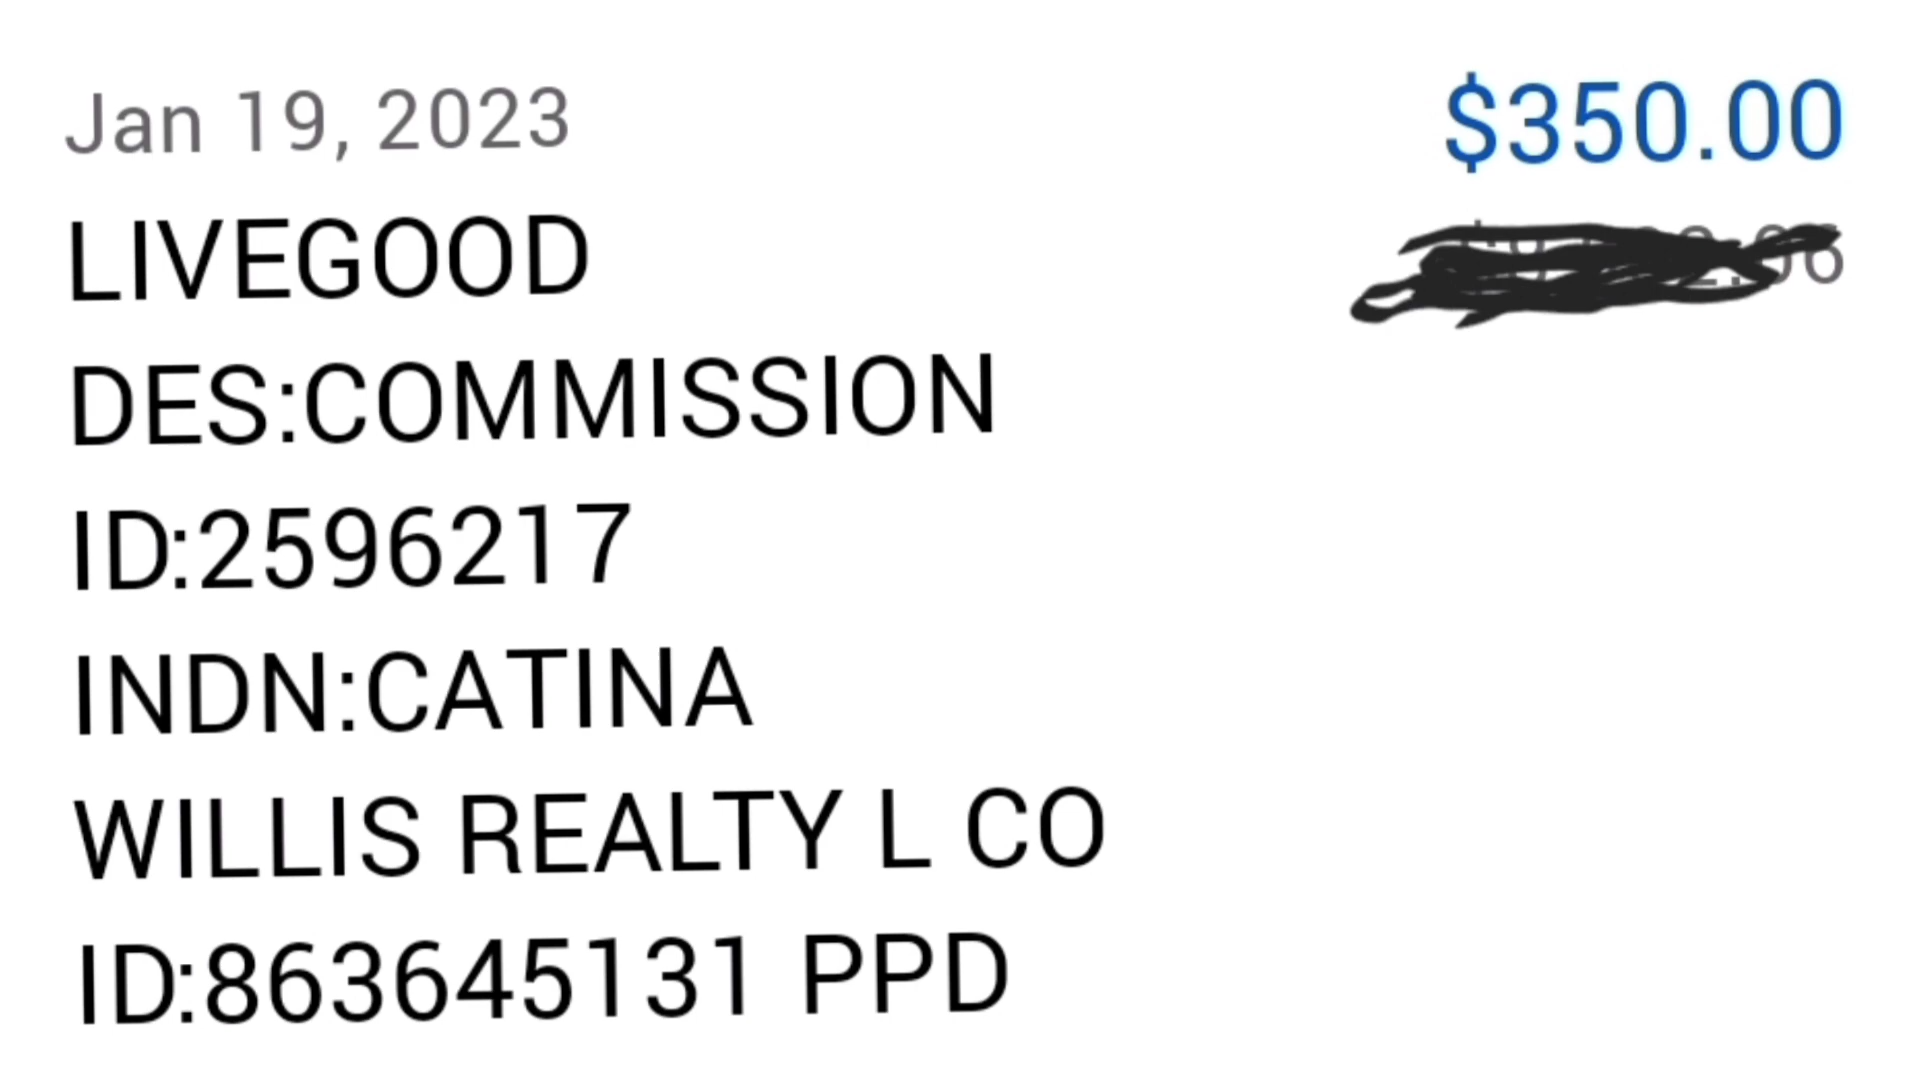 Jan 19, 2023
$350.00
LIVEGOOD
DES:COMMISSION
ID:2596217
INDN:CATINA
WILLIS REALTY L CO
ID:863645131 PPD